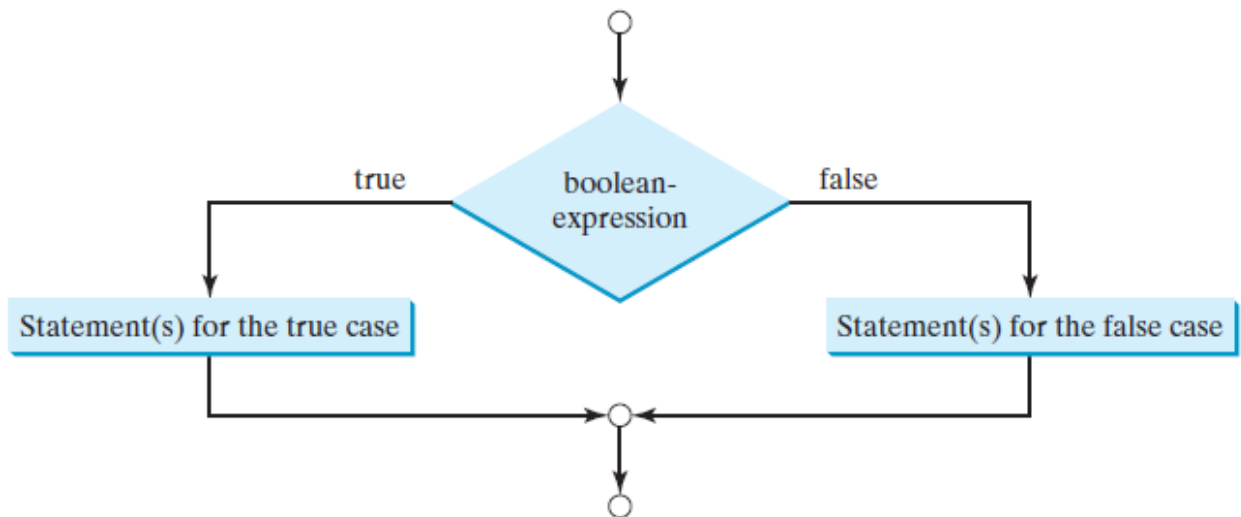 true
boolean-
expression
false
Statement(s) for the true case
Statement(s) for the false case